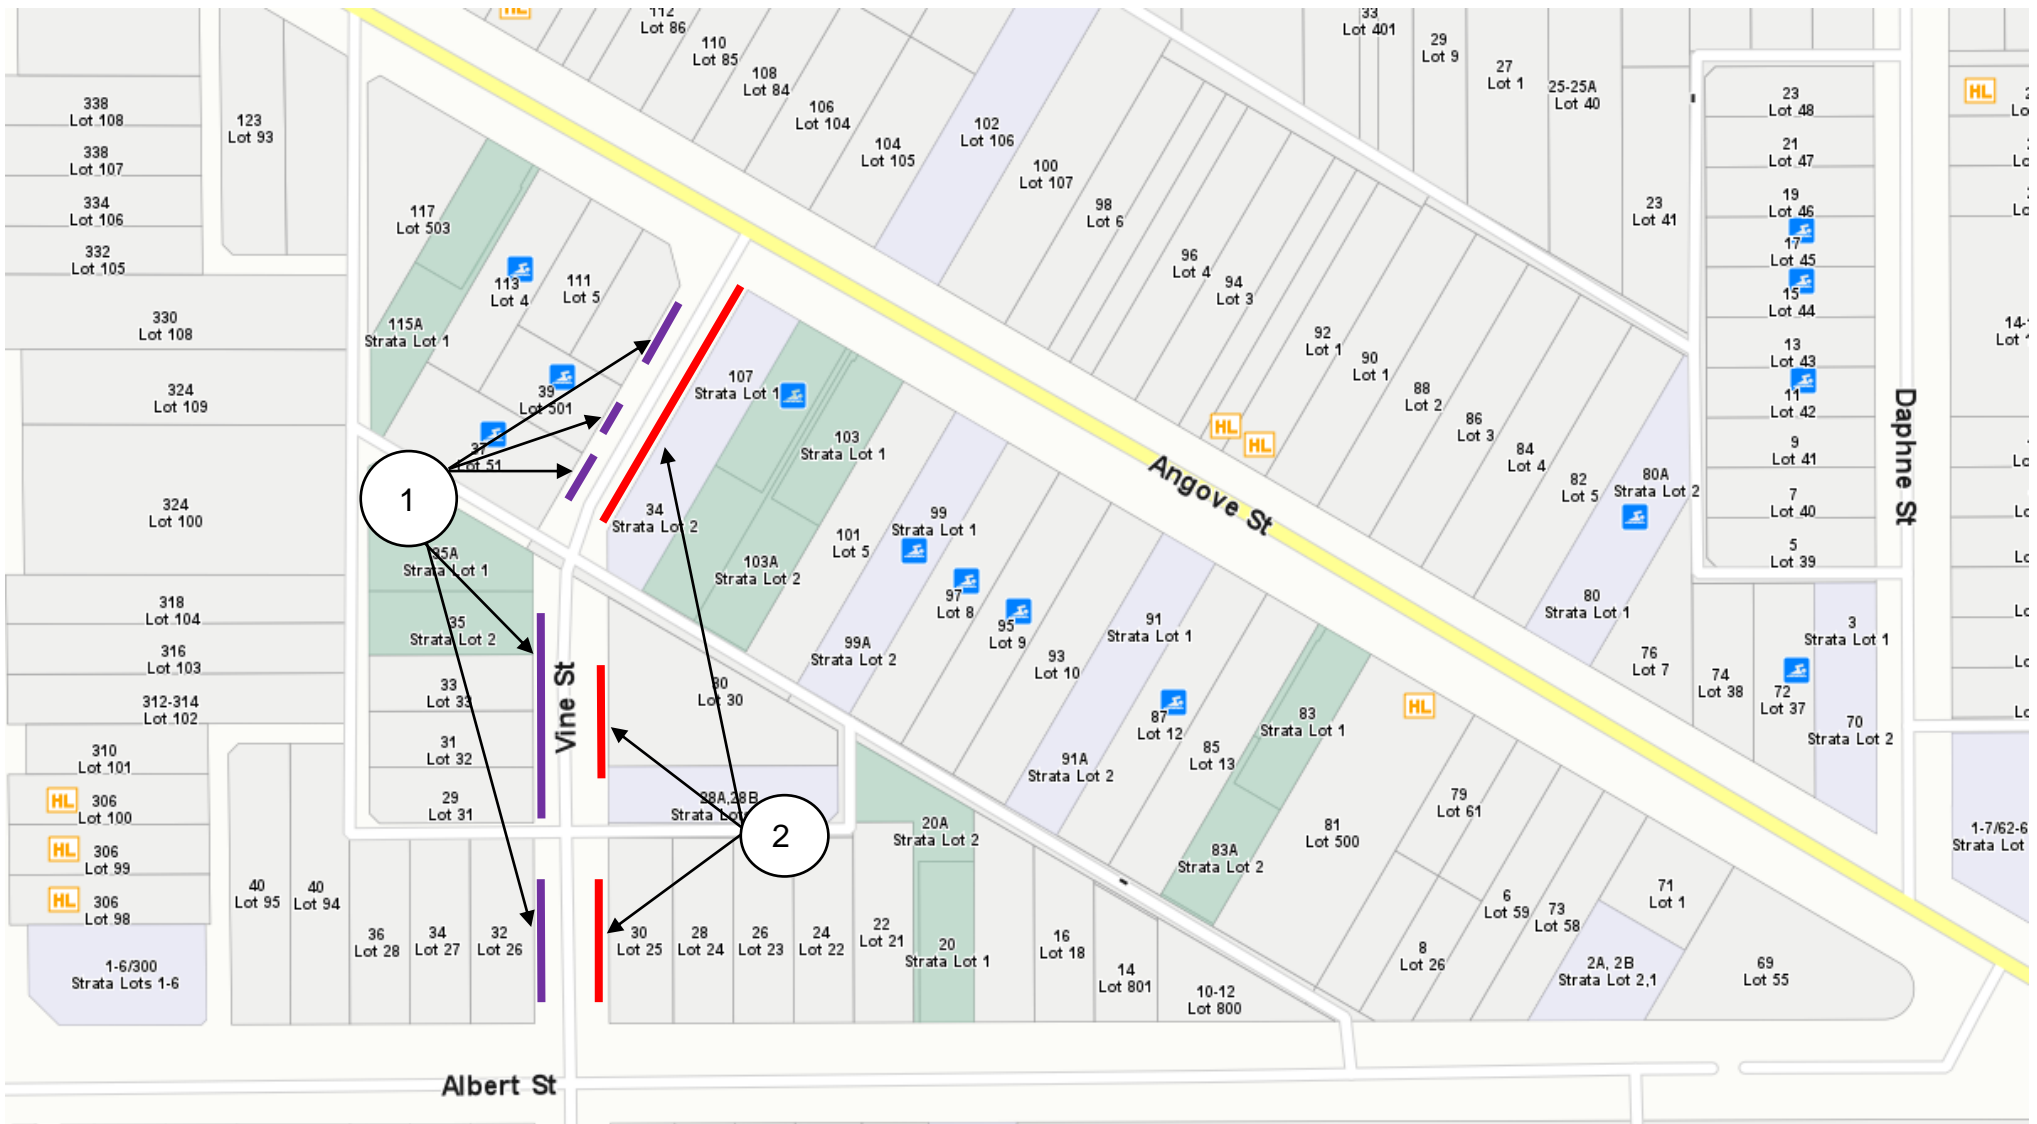 HL
112
Lot 86
110
Lot 85
108
Lot 84
106
Lot 104
104
Lot 105
102
Lot 106
100
Lot 107
98
Lot 6
96
Lot 4
94
Lot 3
92
Lot 1
90
Lot 1
88
Lot 2
86
Lot 3
84
Lot 4
82
Lot 5
80A
Strata Lot 2
80
Strata Lot 1
76
Lot 7
74
Lot 38
72
Lot 37
70
Strata Lot 2
3
Strata Lot 1
33
Lot 401
29
Lot 9
27
Lot 1
25-25A
Lot 40
23
Lot 41
23
Lot 48
21
Lot 47
19
Lot 46
17
Lot 45
15
Lot 44
13
Lot 43
11
Lot 42
9
Lot 41
7
Lot 40
5
Lot 39
HL
Daphne St
1-7/62-6
Strata Lot
338
Lot 108
338
Lot 107
334
Lot 106
332
Lot 105
330
Lot 108
324
Lot 109
324
Lot 100
318
Lot 104
316
Lot 103
312-314
Lot 102
310
Lot 101
HL
306
Lot 100
HL
306
Lot 99
HL
306
Lot 98
1-6/300
Strata Lots 1-6
123
Lot 93
117
Lot 503
115A
Strata Lot 1
113
Lot 4
111
Lot 5
39
Lot 501
37
Lot 51
1
35A
Strata Lot 1
35
Strata Lot 2
33
Lot 33
31
Lot 32
29
Lot 31
Vine St
107
Strata Lot 1
34
Strata Lot 2
103
Strata Lot 1
103A
Strata Lot 2
101
Lot 5
99
Strata Lot 1
99A
Strata Lot 2
97
Lot 8
95
Lot 9
93
Lot 10
91
Strata Lot 1
91A
Strata Lot 2
87
Lot 12
85
Lot 13
83
Strata Lot 1
83A
Strata Lot 2
81
Lot 500
79
Lot 61
6
Lot 59
73
Lot 58
71
Lot 1
8
Lot 26
2A, 2B
Strata Lot 2,1
69
Lot 55
HL
HL
HL
Angove St
30
Lot 30
28A,28B
2
40
Lot 95
40
Lot 94
36
Lot 28
34
Lot 27
32
Lot 26
30
Lot 25
28
Lot 24
26
Lot 23
24
Lot 22
22
Lot 21
20A
Strata Lot 2
20
Strata Lot 1
16
Lot 18
14
Lot 801
10-12
Lot 800
Albert St